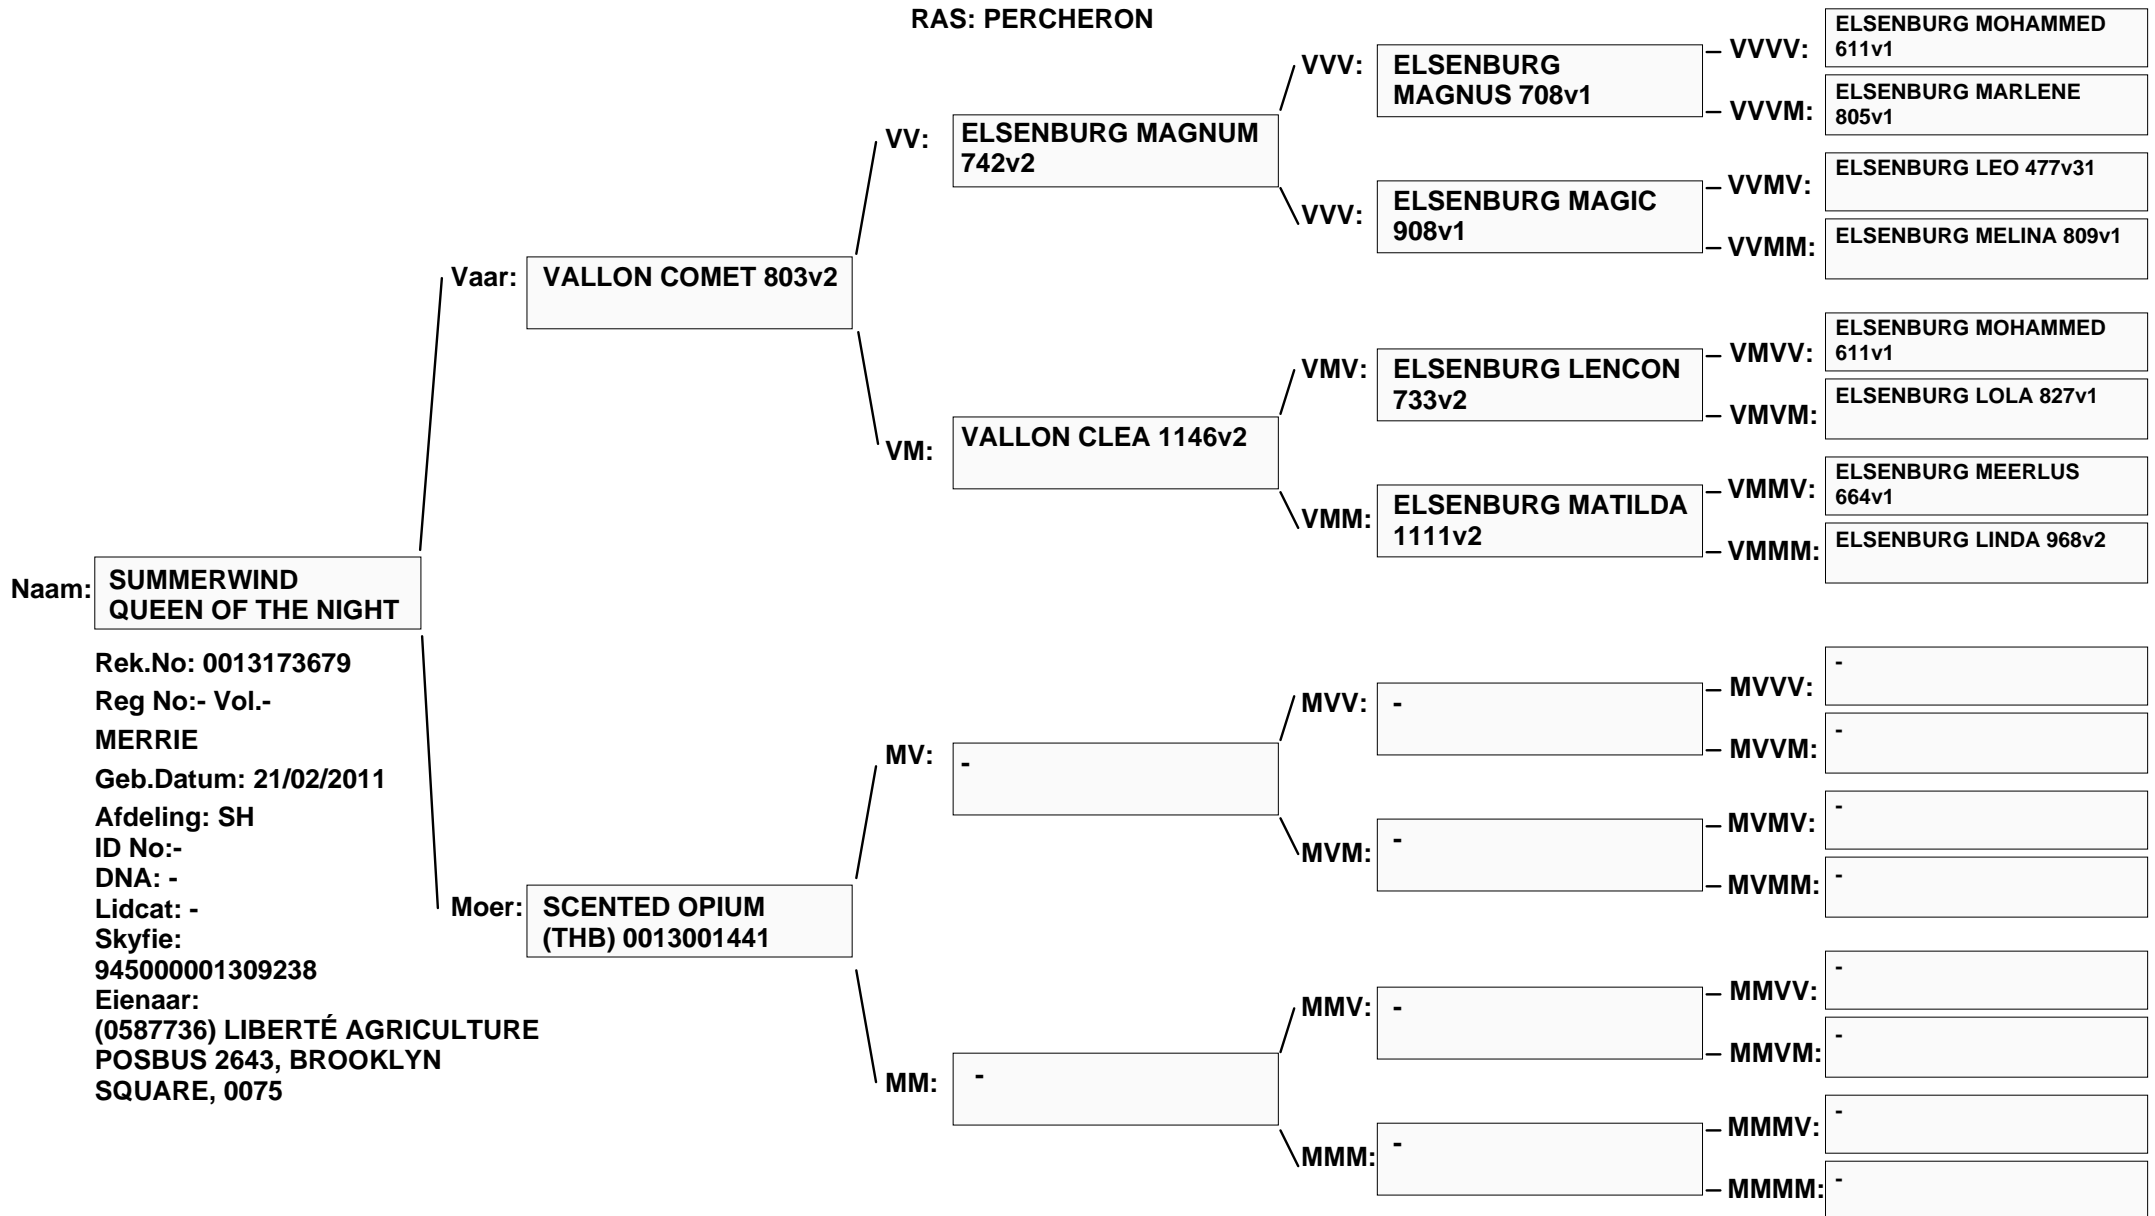 RAS: PERCHERON
Naam:
SUMMERWIND
QUEEN OF THE NIGHT
Rek.No: 0013173679
Reg No:- Vol.-
MERRIE
Geb.Datum: 21/02/2011
Afdeling: SH
ID No:-
DNA: -
Lidcat: -
Skyfie:
945000001309238
Eienaar:
(0587736) LIBERTÉ AGRICULTURE
POSBUS 2643, BROOKLYN
SQUARE, 0075
Vaar:
VALLON COMET 803v2
Moer:
SCENTED OPIUM
(THB) 0013001441
VV:
ELSENBURG MAGNUM
742v2
VM:
VALLON CLEA 1146v2
MV:
-
MM:
-
VVV:
ELSENBURG
MAGNUS 708v1
VVV:
ELSENBURG MAGIC
908v1
VMV:
ELSENBURG LENCON
733v2
VMM:
ELSENBURG MATILDA
1111v2
MVV:
-
MVM:
-
MMV:
-
MMM:
-
VVVV:
ELSENBURG MOHAMMED
611v1
VVVM:
ELSENBURG MARLENE
805v1
VVMV:
ELSENBURG LEO 477v31
VVMM:
ELSENBURG MELINA 809v1
VMVV:
ELSENBURG MOHAMMED
611v1
VMVM:
ELSENBURG LOLA 827v1
VMMV:
ELSENBURG MEERLUS
664v1
VMMM:
ELSENBURG LINDA 968v2
MVVV:
-
MVVM:
-
MVMV:
-
MVMM:
-
MMVV:
-
MMVM:
-
MMMV:
-
MMMM:
-